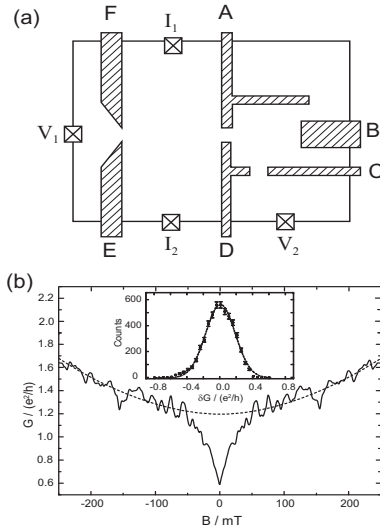 (a)
F
I1
A
V1
B
C
E
I2
D
V2
(b)
2.2
2.0
1.8
1.6
1.4
1.2
1.0
0.8
0.6
G / (e²/h)
600
400
200
0
Counts
-0.8 -0.4 0.0 0.4 0.8
δG / (e²/h)
-200 -100 0 100 200
B / mT